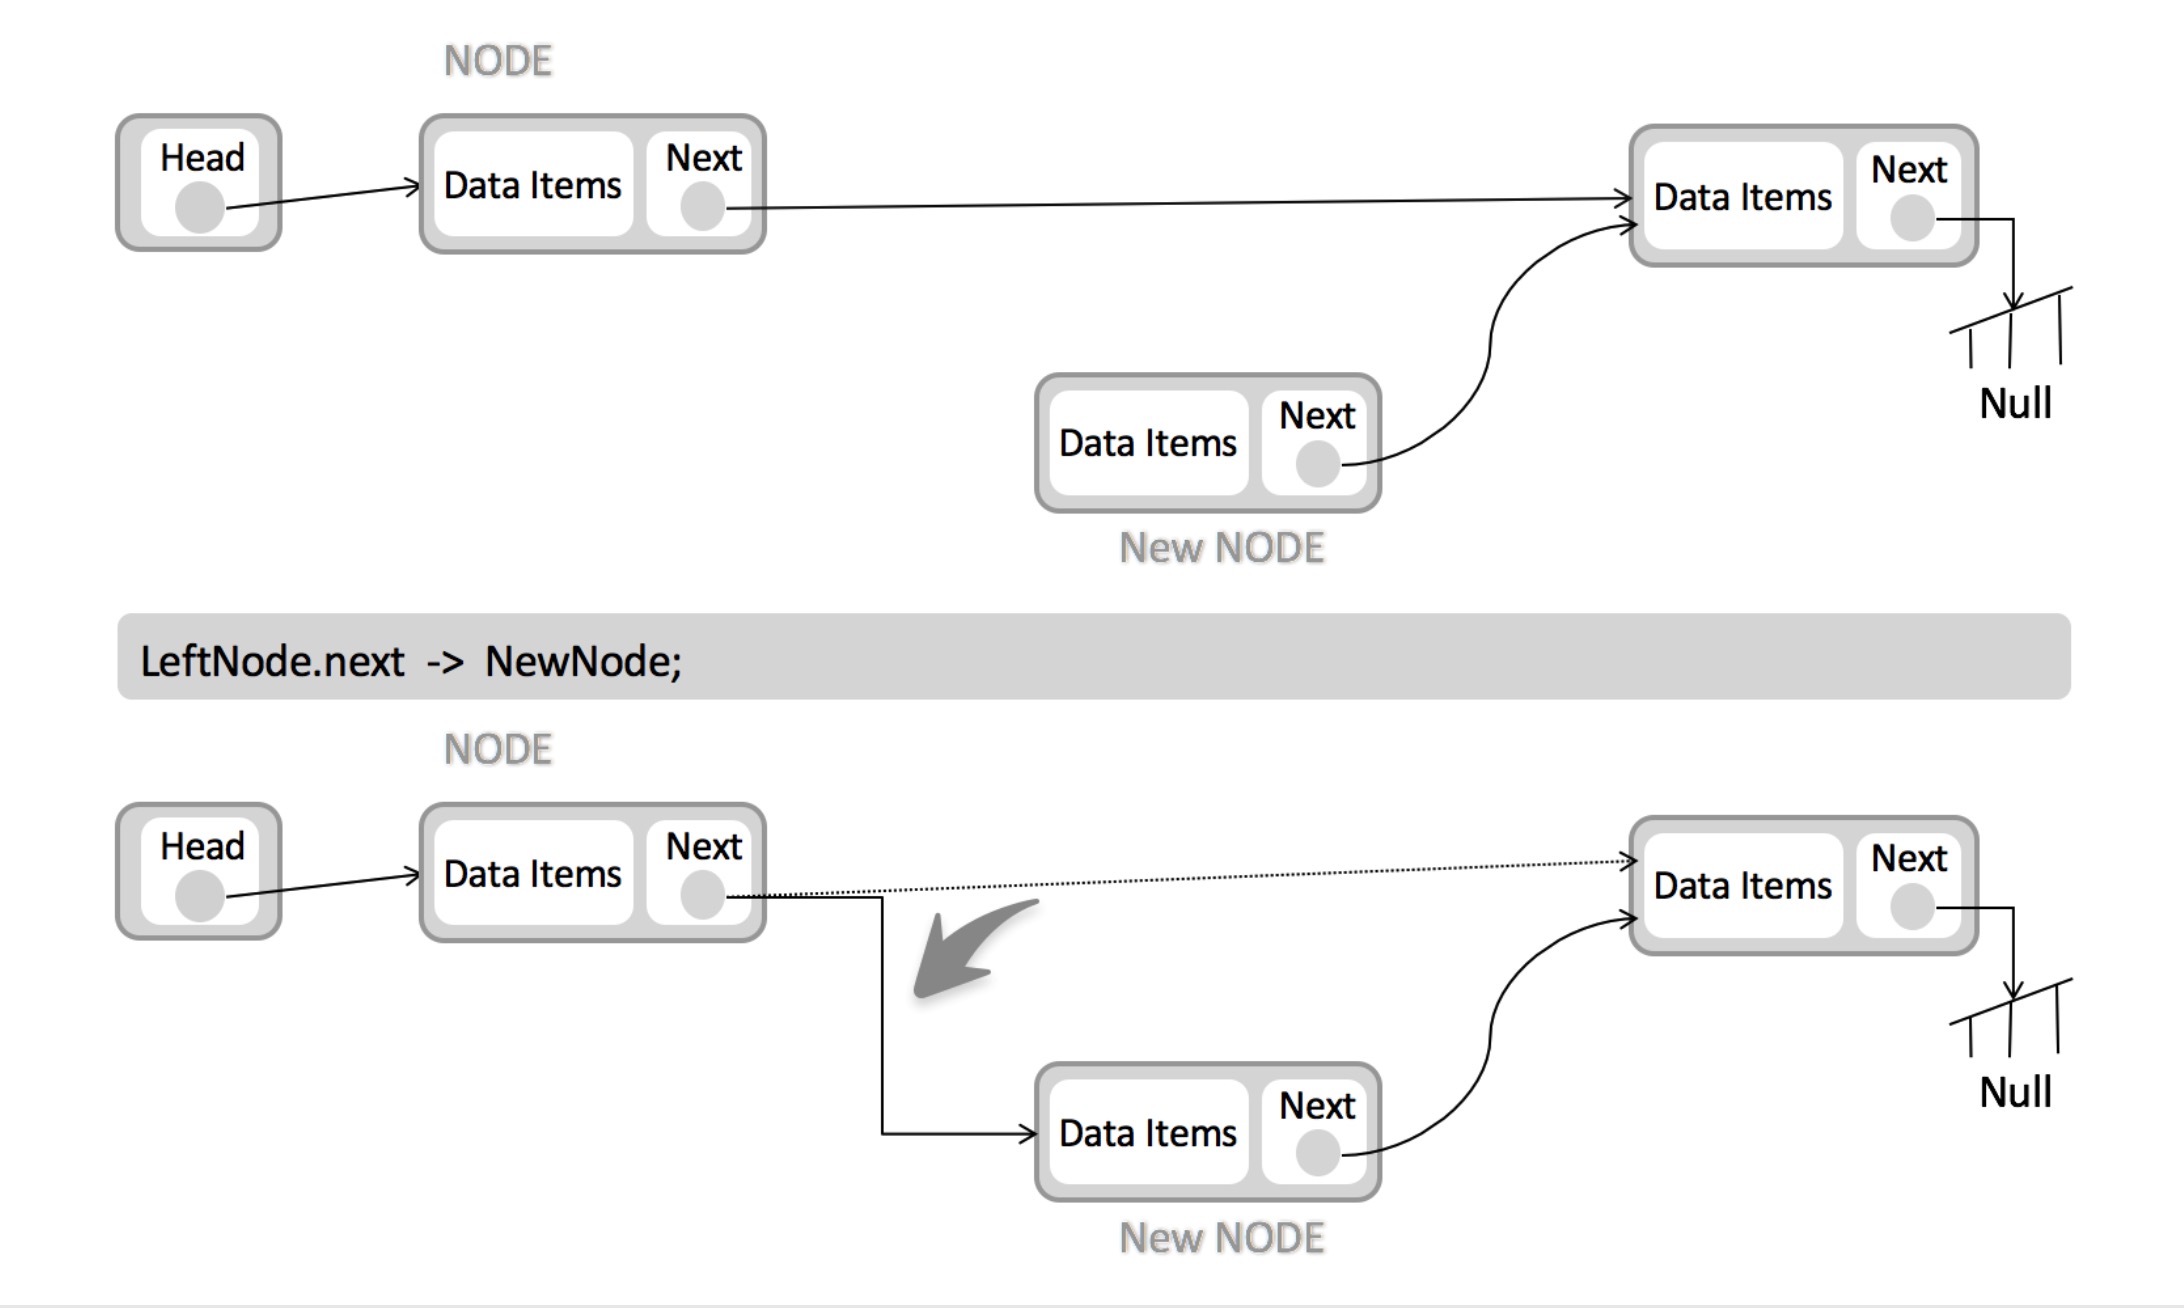 NODE
Head
Data Items
Next
Data Items
Next
Null
Data Items
Next
New NODE
LeftNode.next -> NewNode;
NODE
Head
Data Items
Next
Data Items
Next
Null
Data Items
Next
New NODE